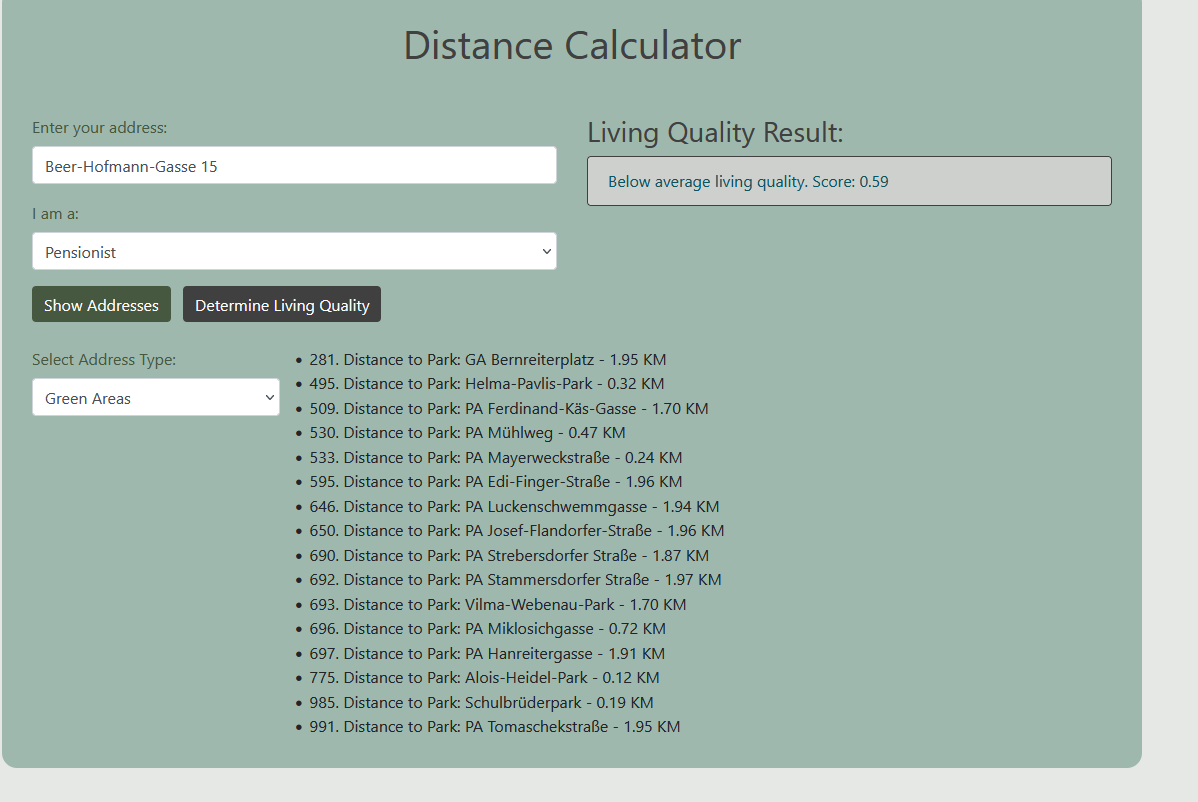 Distance Calculator
Enter your address:
Beer-Hofmann-Gasse 15
I am a:
Pensionist
Show Addresses
Determine Living Quality
Living Quality Result:
Below average living quality. Score: 0.59
Select Address Type:
Green Areas
• 281. Distance to Park: GA Bernreiterplatz - 1.95 KM
• 495. Distance to Park: Helma-Pavlis-Park - 0.32 KM
• 509. Distance to Park: PA Ferdinand-Käs-Gasse - 1.70 KM
• 530. Distance to Park: PA Mühlweg - 0.47 KM
• 533. Distance to Park: PA Mayerweckstraße - 0.24 KM
• 595. Distance to Park: PA Edi-Finger-Straße - 1.96 KM
• 646. Distance to Park: PA Luckenschwemmgasse - 1.94 KM
• 650. Distance to Park: PA Josef-Flandorfer-Straße - 1.96 KM
• 690. Distance to Park: PA Strebersdorfer Straße - 1.87 KM
• 692. Distance to Park: PA Stammersdorfer Straße - 1.97 KM
• 693. Distance to Park: Vilma-Webenau-Park - 1.70 KM
• 696. Distance to Park: PA Miklosichgasse - 0.72 KM
• 697. Distance to Park: PA Hanreitergasse - 1.91 KM
• 775. Distance to Park: Alois-Heidel-Park - 0.12 KM
• 985. Distance to Park: Schulbrüderpark - 0.19 KM
• 991. Distance to Park: PA Tomaschekstraße - 1.95 KM